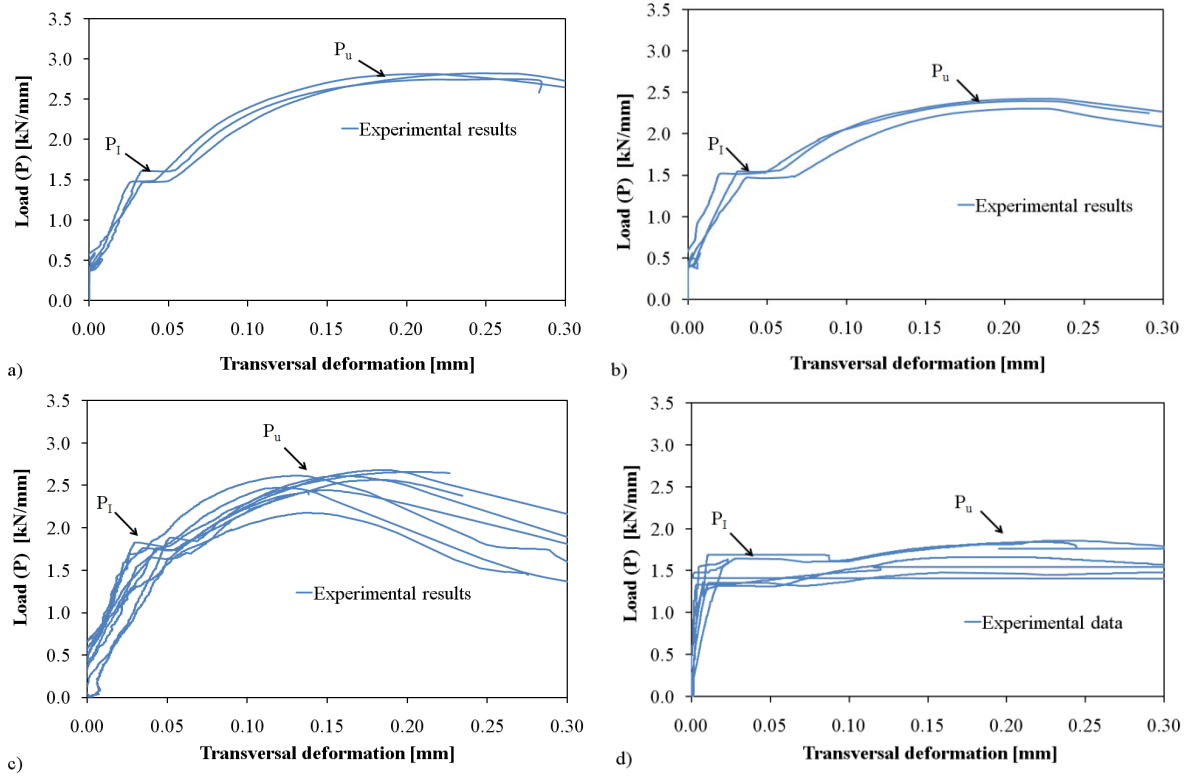 3.5
3.0
2.5
2.0
1.5
1.0
0.5
0.0
Load (P) [kN/mm]
Pu
PI
Experimental results
0.00 0.05 0.10 0.15 0.20 0.25 0.30
Transversal deformation [mm]
a)
3.5
3.0
2.5
2.0
1.5
1.0
0.5
0.0
Load (P) [kN/mm]
Pu
PI
Experimental results
0.00 0.05 0.10 0.15 0.20 0.25 0.30
Transversal deformation [mm]
b)
3.5
3.0
2.5
2.0
1.5
1.0
0.5
0.0
Load (P) [kN/mm]
Pu
PI
Experimental results
0.00 0.05 0.10 0.15 0.20 0.25 0.30
Transversal deformation [mm]
c)
3.5
3.0
2.5
2.0
1.5
1.0
0.5
0.0
Load (P) [kN/mm]
PI
Pu
Experimental data
0.00 0.05 0.10 0.15 0.20 0.25 0.30
Transversal deformation [mm]
d)